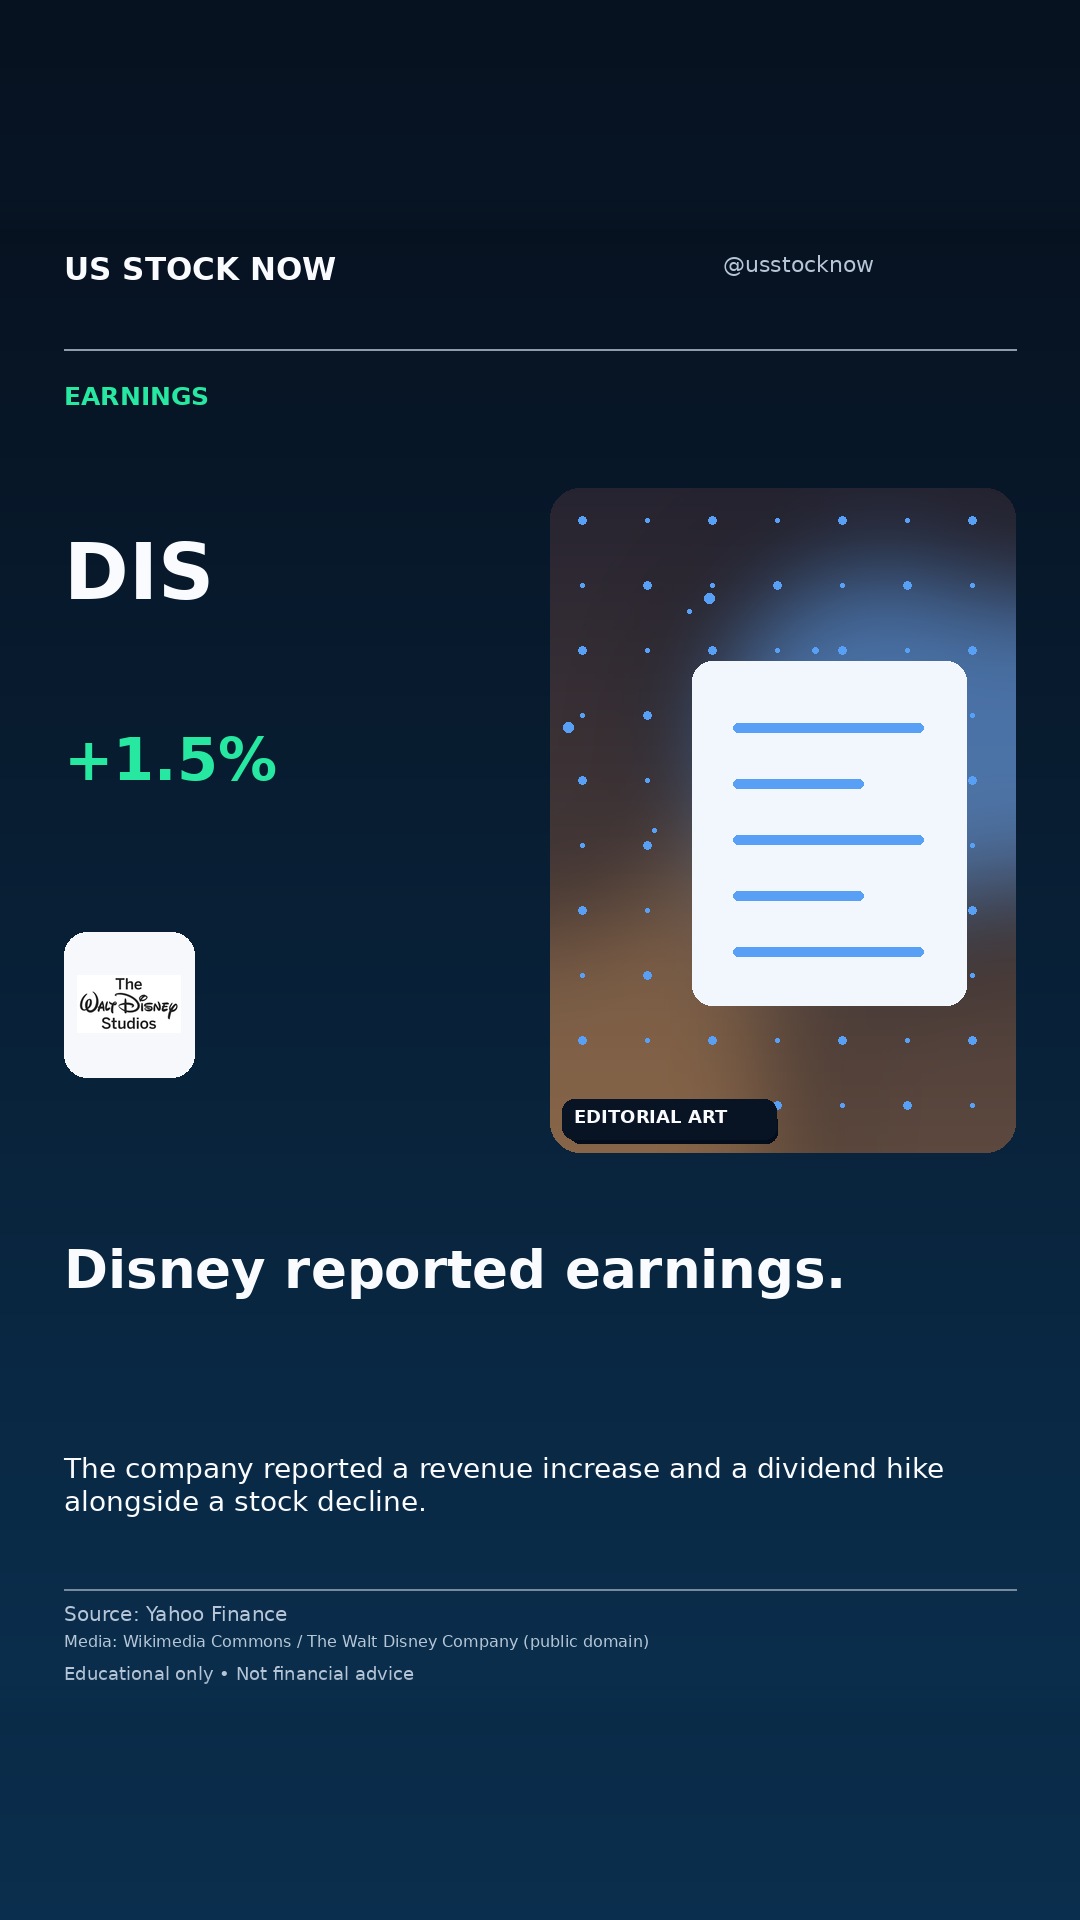 US STOCK NOW
@usstocknow
EARNINGS
DIS
+1.5%
The
Walt Disney
Studios
EDITORIAL ART
Disney reported earnings.
The company reported a revenue increase and a dividend hike
alongside a stock decline.
Source: Yahoo Finance
Media: Wikimedia Commons / The Walt Disney Company (public domain)
Educational only • Not financial advice